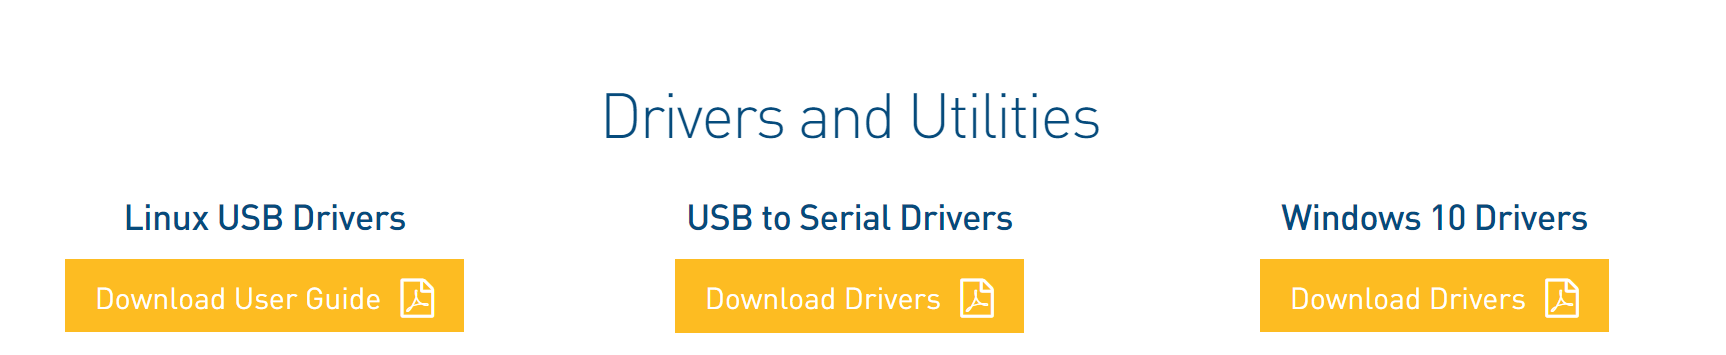 Drivers and Utilities
Linux USB Drivers
USB to Serial Drivers
Windows 10 Drivers
Download User Guide
Download Drivers
Download Drivers